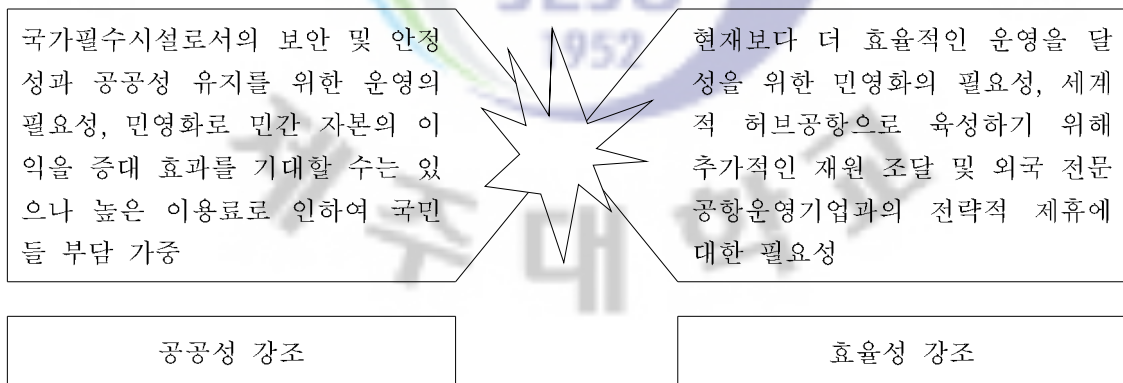 JEJU
1952
국가필수시설로서의 보안 및 안정
성과 공공성 유지를 위한 운영의
필요성, 민영화로 민간 자본의 이
익을 증대 효과를 기대할 수는 있
으나 높은 이용료로 인하여 국민
들 부담 가중
현재보다 더 효율적인 운영을 달
성을 위한 민영화의 필요성, 세계
적 허브공항으로 육성하기 위해
추가적인 재원 조달 및 외국 전문
공항운영기업과의 전략적 제휴에
대한 필요성
제주대학교
공공성 강조
효율성 강조